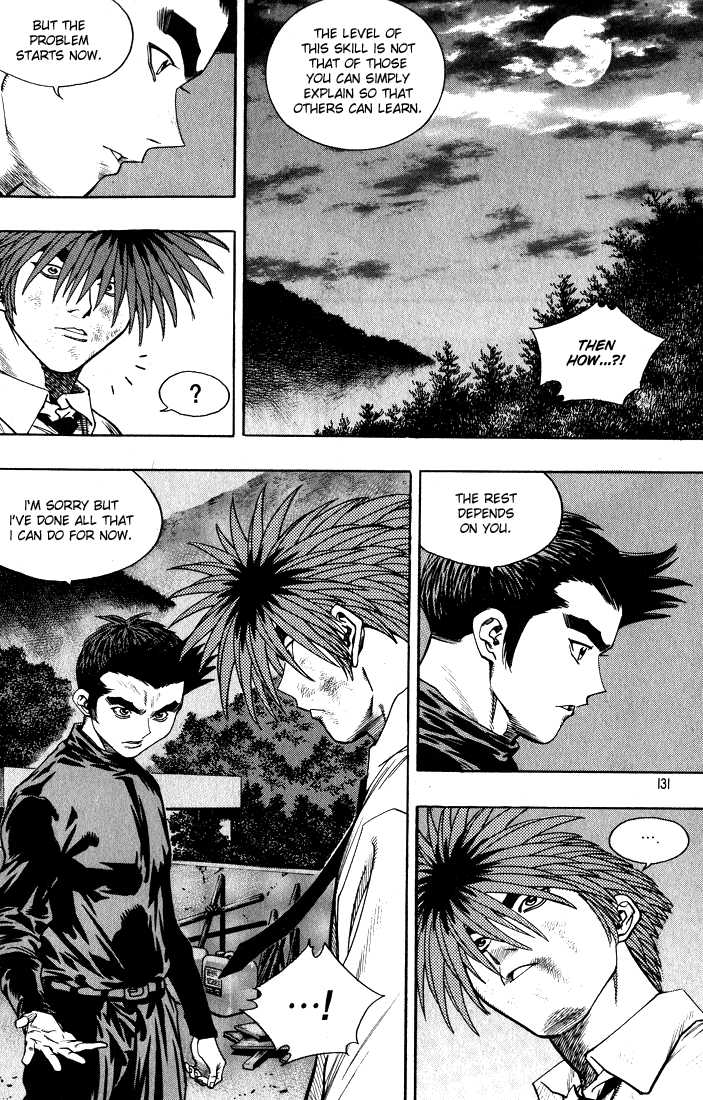 BUT THE
PROBLEM
STARTS NOW.
THE LEVEL OF
THIS SKILL IS NOT
THAT OF THOSE
YOU CAN SIMPLY
EXPLAIN SO THAT
OTHERS CAN LEARN.
?
THEN
HOW...?!
I'M SORRY BUT
I'VE DONE ALL THAT
I CAN DO FOR NOW.
...!
THE REST
DEPENDS
ON YOU.
131
...